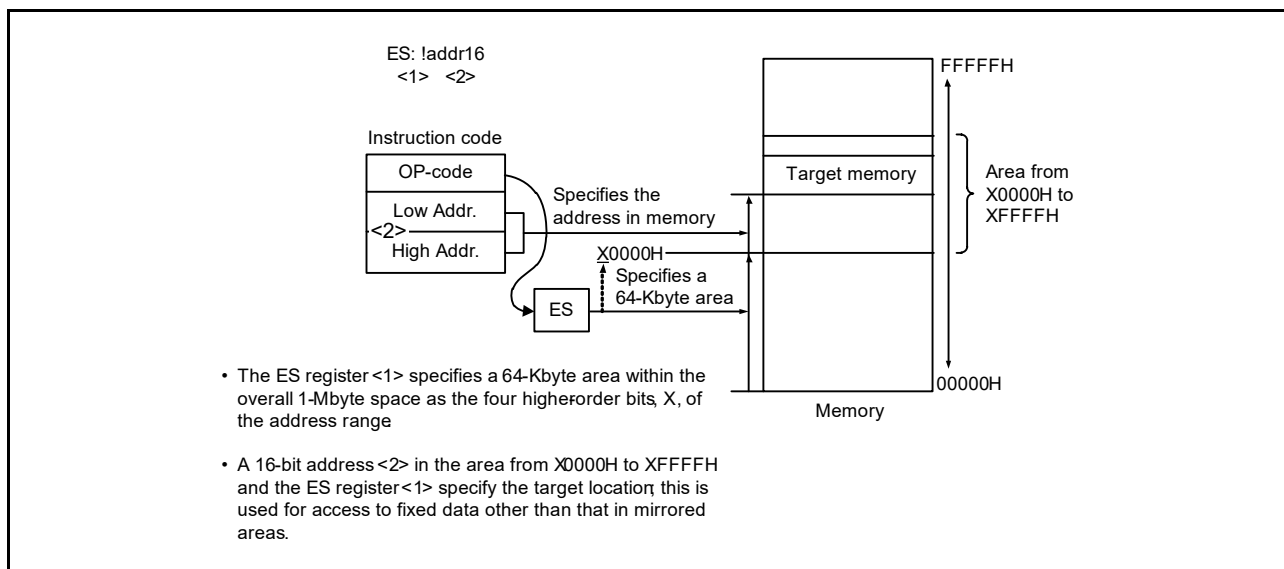 ES: !addr16
<1> <2>
FFFFFH
Instruction code
OP-code
Low Addr.
<2>
High Addr.
Specifies the
address in memory
Target memory
Area from
X0000H to
XFFFFH
X0000H
Specifies a
64-Kbyte area
ES
00000H
Memory
• The ES register <1> specifies a 64-Kbyte area within the
overall 1-Mbyte space as the four higher-order bits, X, of
the address range.
• A 16-bit address <2> in the area from X0000H to XFFFFH
and the ES register <1> specify the target location; this is
used for access to fixed data other than that in mirrored
areas.